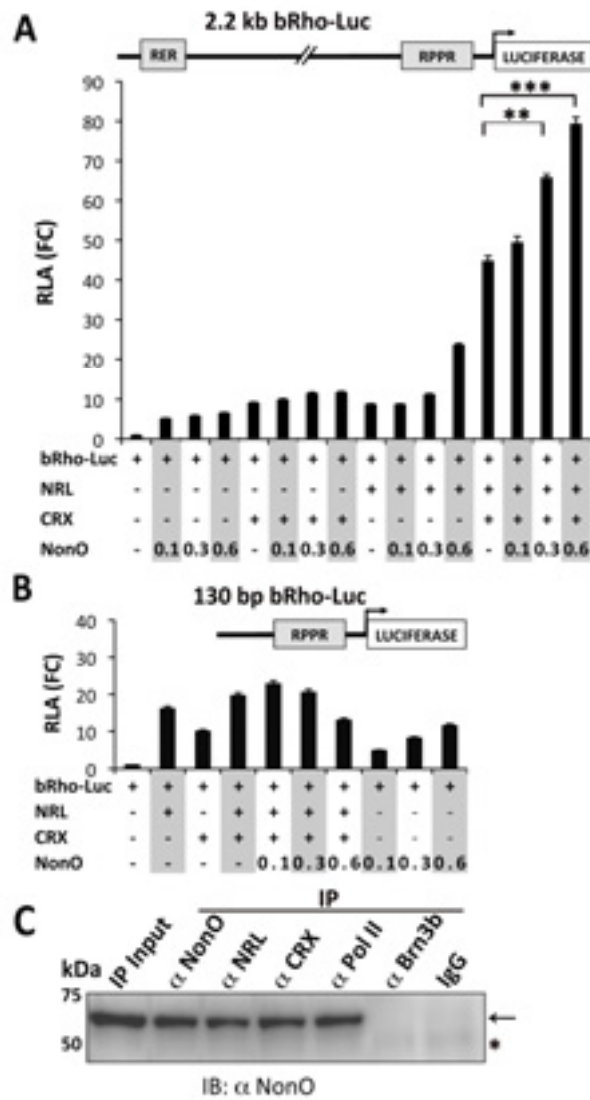 A
2.2 kb bRho-Luc
RER
RPPR
LUCIFERASE
***
**
90
80
70
60
50
40
30
20
10
0
RLA (FC)
bRho-Luc + + + + + + + + + + + + + + + +
NRL - - - - - - - - + + + + + + + +
CRX - - - - + + + + - - - - + + + +
NonO - 0.1 0.3 0.6 - 0.1 0.3 0.6 - 0.1 0.3 0.6 - 0.1 0.3 0.6
B
130 bp bRho-Luc
RPPR
LUCIFERASE
40
30
20
10
0
RLA (FC)
bRho-Luc + + + + + + + + + +
NRL - + - + + + + - - -
CRX - - + + + + + - - -
NonO - - - - 0.1 0.3 0.6 0.1 0.3 0.6
C
IP
kDa
IP Input
α NonO
α NRL
α CRX
α Pol II
α Brn3b
IgG
75
50
*
IB: α NonO